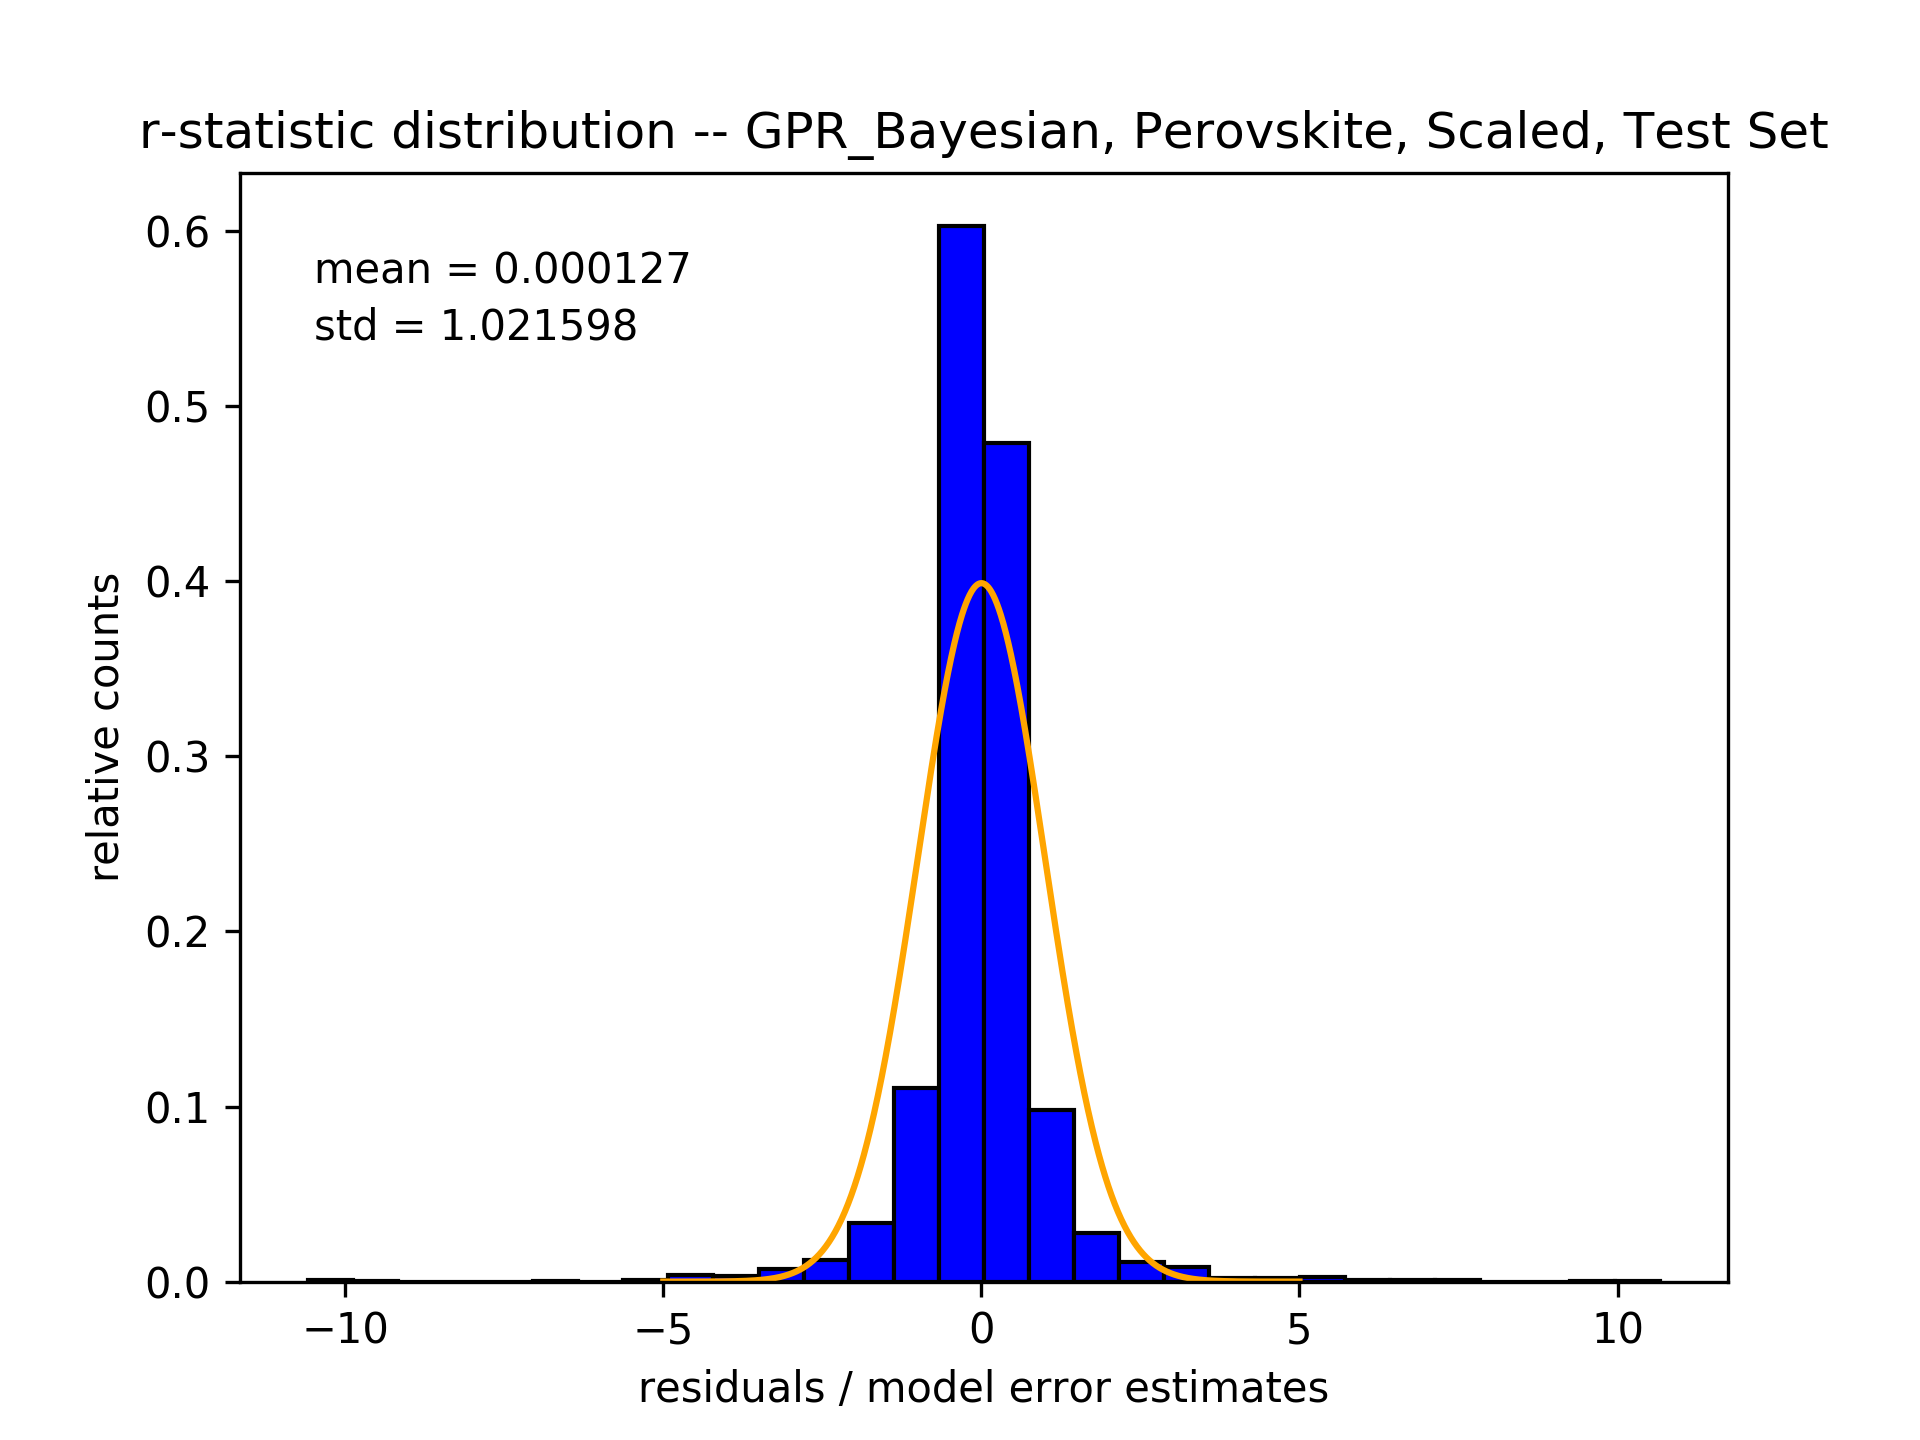 r-statistic distribution -- GPR_Bayesian, Perovskite, Scaled, Test Set
mean = 0.000127
std = 1.021598
relative counts
0.6
0.5
0.4
0.3
0.2
0.1
0.0
−10 −5 0 5 10
residuals / model error estimates